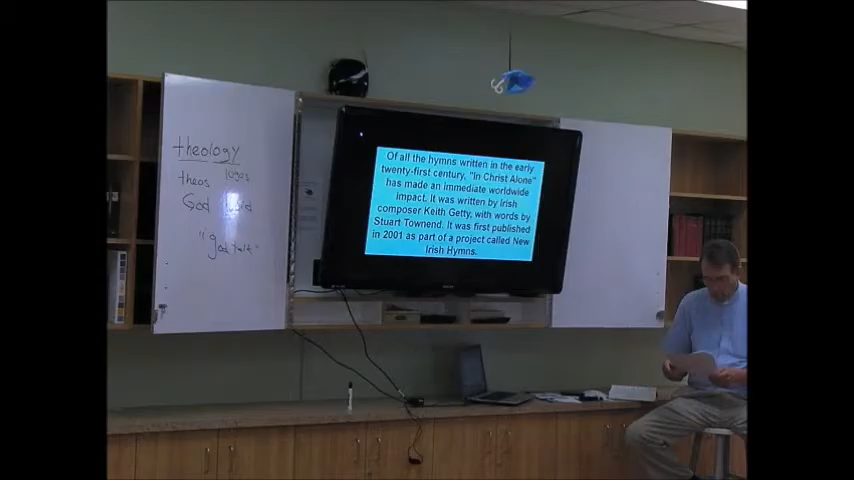 theology
theos logos
God word
"god talk"
Of all the hymns written in the early
twenty-first century, "In Christ Alone"
has made an immediate worldwide
impact. It was written by Irish
composer Keith Getty, with words by
Stuart Townend. It was first published
in 2001 as part of a project called New
Irish Hymns.